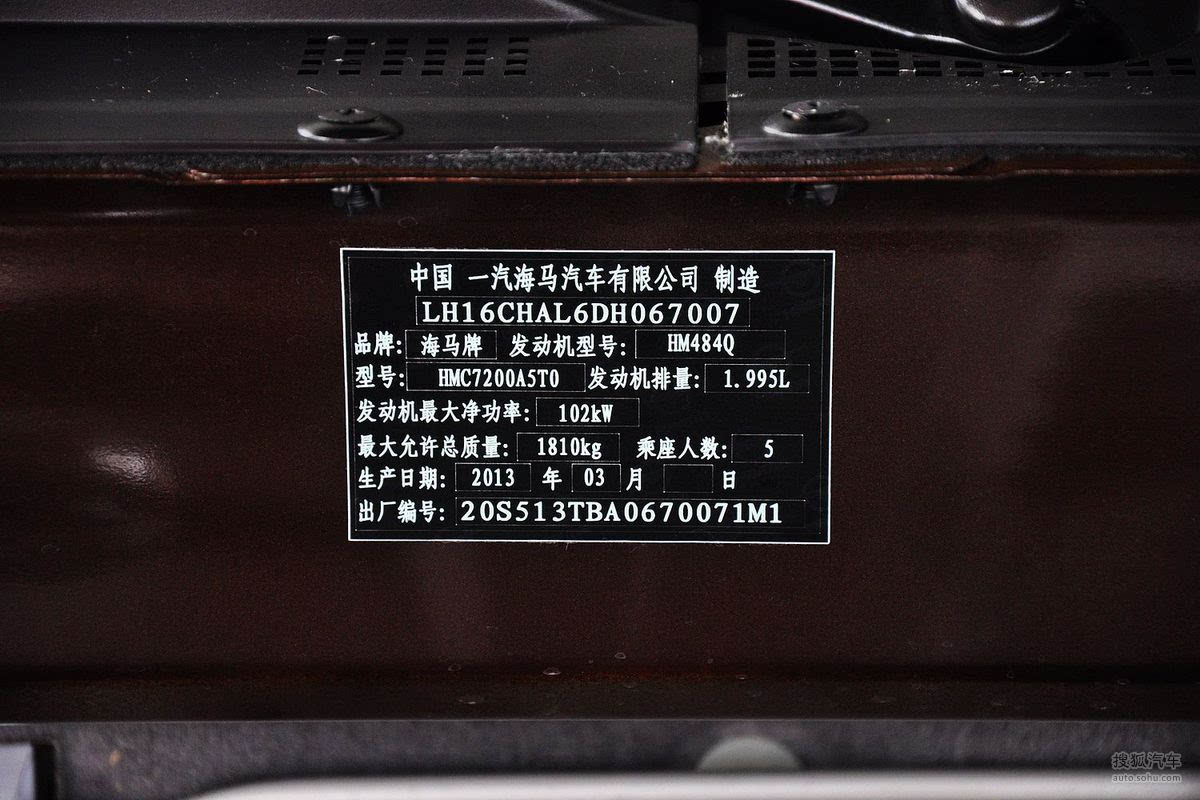 中国 一汽海马汽车有限公司 制造
LH16CHAL6DH067007
品牌: 海马牌 发动机型号: HM484Q
型号: HMC7200A5T0 发动机排量: 1.995L
发动机最大净功率: 102kW
最大允许总质量: 1810kg 乘座人数: 5
生产日期: 2013 年 03 月 日
出厂编号: 20S513TBA0670071M1
搜狐汽车
auto.sohu.com